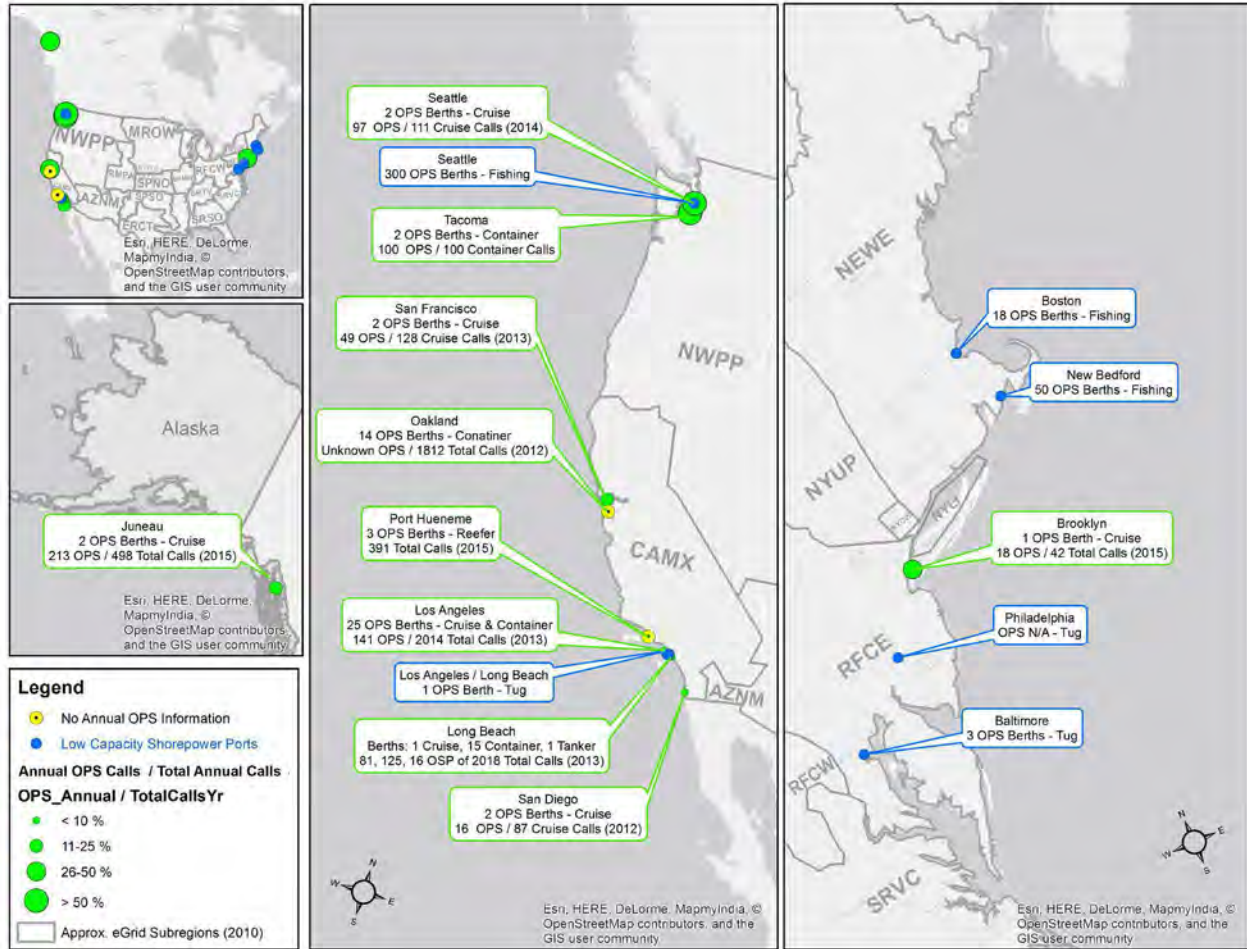 NWPP
MROW
RMPA
SPNO
RFCW
AZNM
SPSO
SRSO
ERCT
Esri, HERE, DeLorme,
MapmyIndia, ©
OpenStreetMap contributors,
and the GIS user community
Alaska
Juneau
2 OPS Berths - Cruise
213 OPS / 498 Total Calls (2015)
Esri, HERE, DeLorme,
MapmyIndia, ©
OpenStreetMap contributors,
and the GIS user community
Legend
No Annual OPS Information
Low Capacity Shorepower Ports
Annual OPS Calls / Total Annual Calls
OPS_Annual / TotalCallsYr
< 10 %
11-25 %
26-50 %
> 50 %
Approx. eGrid Subregions (2010)
Seattle
2 OPS Berths - Cruise
97 OPS / 111 Cruise Calls (2014)
Seattle
300 OPS Berths - Fishing
Tacoma
2 OPS Berths - Container
100 OPS / 100 Container Calls
San Francisco
2 OPS Berths - Cruise
49 OPS / 128 Cruise Calls (2013)
NWPP
Oakland
14 OPS Berths - Conatiner
Unknown OPS / 1812 Total Calls (2012)
Port Hueneme
3 OPS Berths - Reefer
391 Total Calls (2015)
CAMX
Los Angeles
25 OPS Berths - Cruise & Container
141 OPS / 2014 Total Calls (2013)
Los Angeles / Long Beach
1 OPS Berth - Tug
AZNM
Long Beach
Berths: 1 Cruise, 15 Container, 1 Tanker
81, 125, 16 OSP of 2018 Total Calls (2013)
San Diego
2 OPS Berths - Cruise
16 OPS / 87 Cruise Calls (2012)
N
W
E
S
Esri, HERE, DeLorme, MapmyIndia, ©
OpenStreetMap contributors, and the
GIS user community
NEWE
Boston
18 OPS Berths - Fishing
New Bedford
50 OPS Berths - Fishing
NYUP
NYLI
Brooklyn
1 OPS Berth - Cruise
18 OPS / 42 Total Calls (2015)
Philadelphia
OPS N/A - Tug
RFCE
Baltimore
3 OPS Berths - Tug
RFCW
SRVC
N
W
E
S
Esri, HERE, DeLorme, MapmyIndia, ©
OpenStreetMap contributors, and the
GIS user community